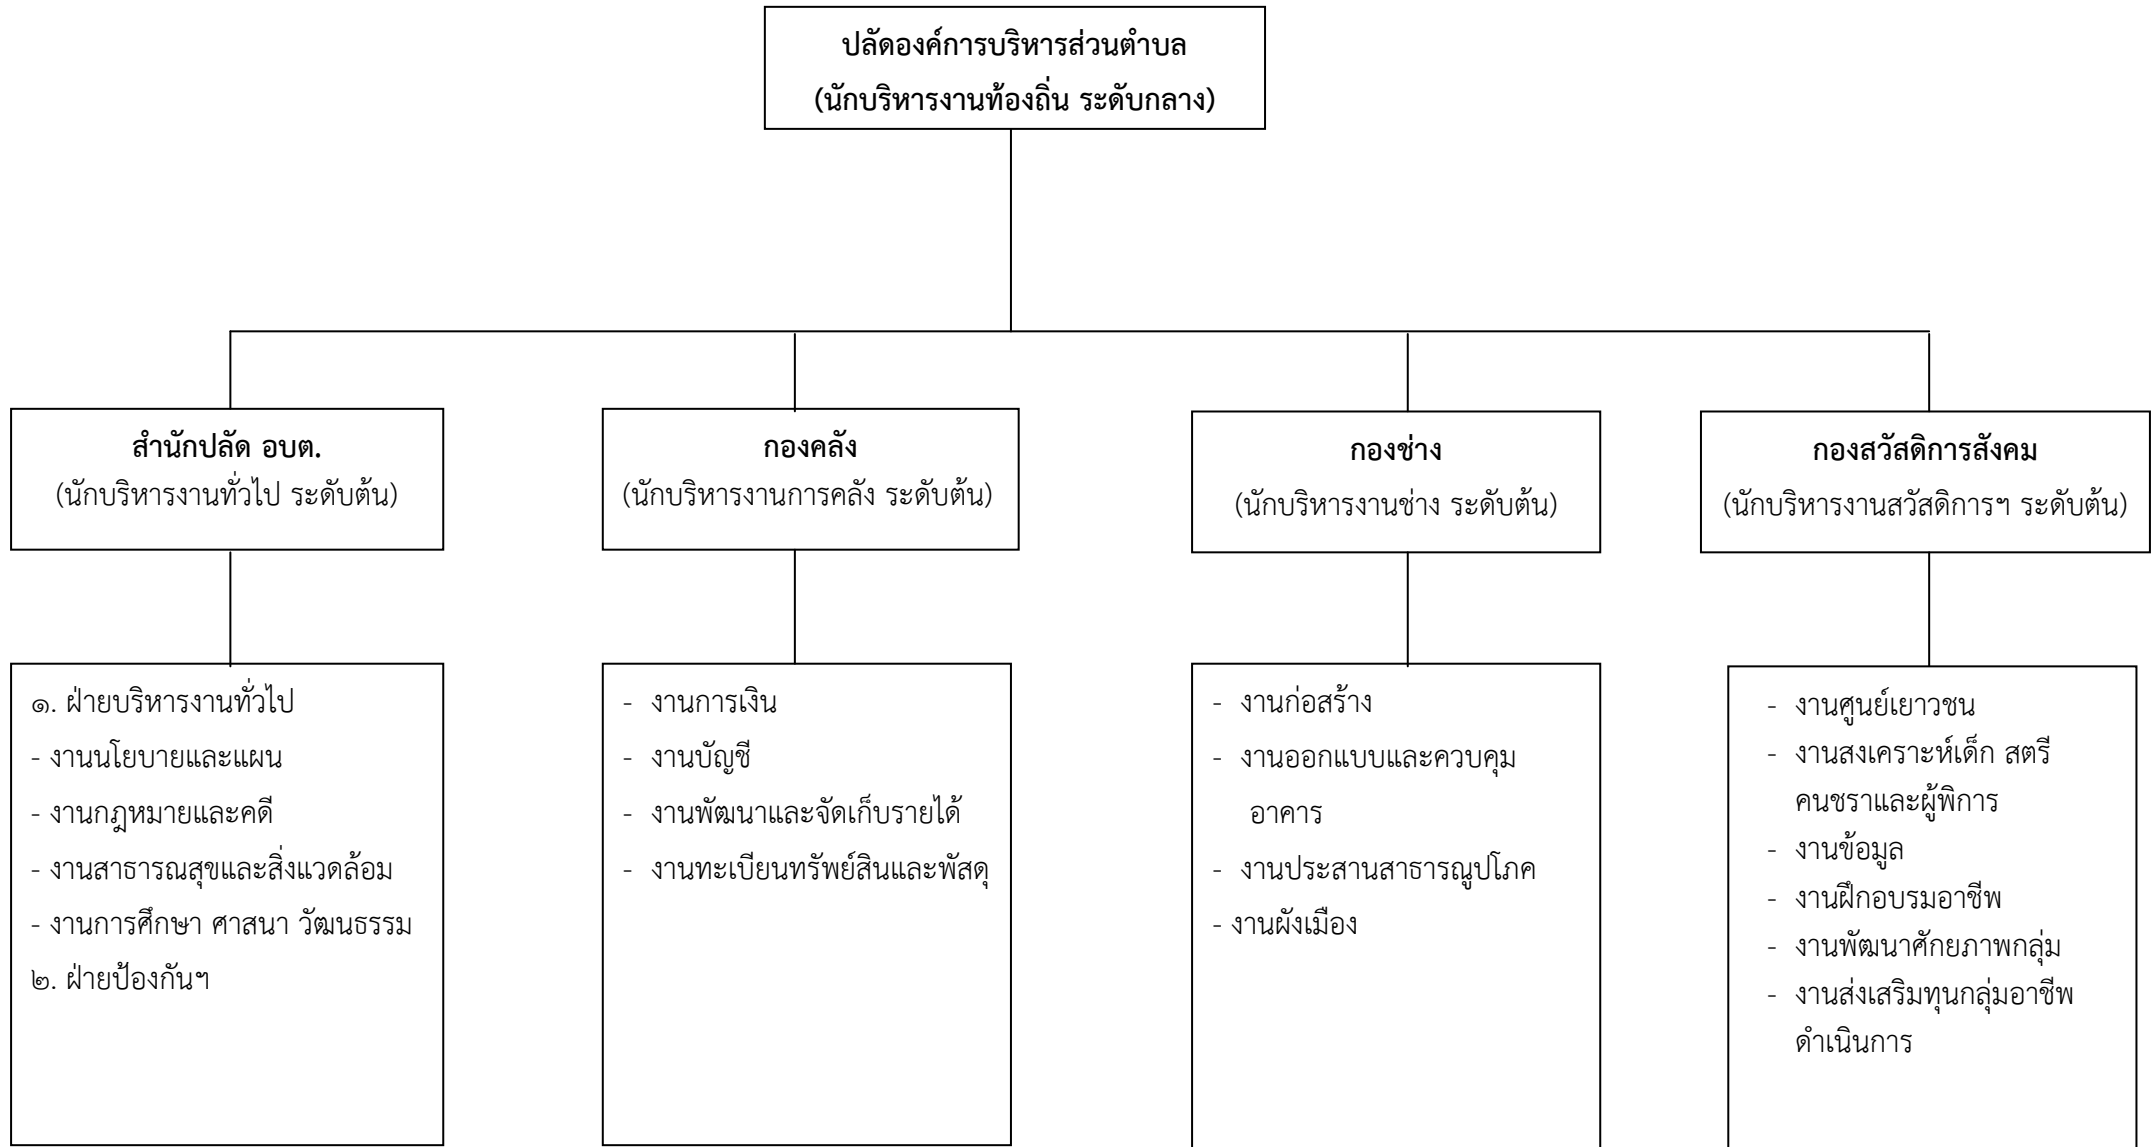 ปลัดองค์การบริหารส่วนตำบล
(นักบริหารงานท้องถิ่น ระดับกลาง)
สำนักปลัด อบต.
(นักบริหารงานทั่วไป ระดับต้น)
กองคลัง
(นักบริหารงานการคลัง ระดับต้น)
กองช่าง
(นักบริหารงานช่าง ระดับต้น)
กองสวัสดิการสังคม
(นักบริหารงานสวัสดิการฯ ระดับต้น)
๑. ฝ่ายบริหารงานทั่วไป
- งานนโยบายและแผน
- งานกฎหมายและคดี
- งานสาธารณสุขและสิ่งแวดล้อม
- งานการศึกษา ศาสนา วัฒนธรรม
๒. ฝ่ายป้องกันฯ
- งานการเงิน
- งานบัญชี
- งานพัฒนาและจัดเก็บรายได้
- งานทะเบียนทรัพย์สินและพัสดุ
- งานก่อสร้าง
- งานออกแบบและควบคุม
อาคาร
- งานประสานสาธารณูปโภค
- งานผังเมือง
- งานศูนย์เยาวชน
- งานสงเคราะห์เด็ก สตรี
คนชราและผู้พิการ
- งานข้อมูล
- งานฝึกอบรมอาชีพ
- งานพัฒนาศักยภาพกลุ่ม
- งานส่งเสริมทุนกลุ่มอาชีพ
ดำเนินการ